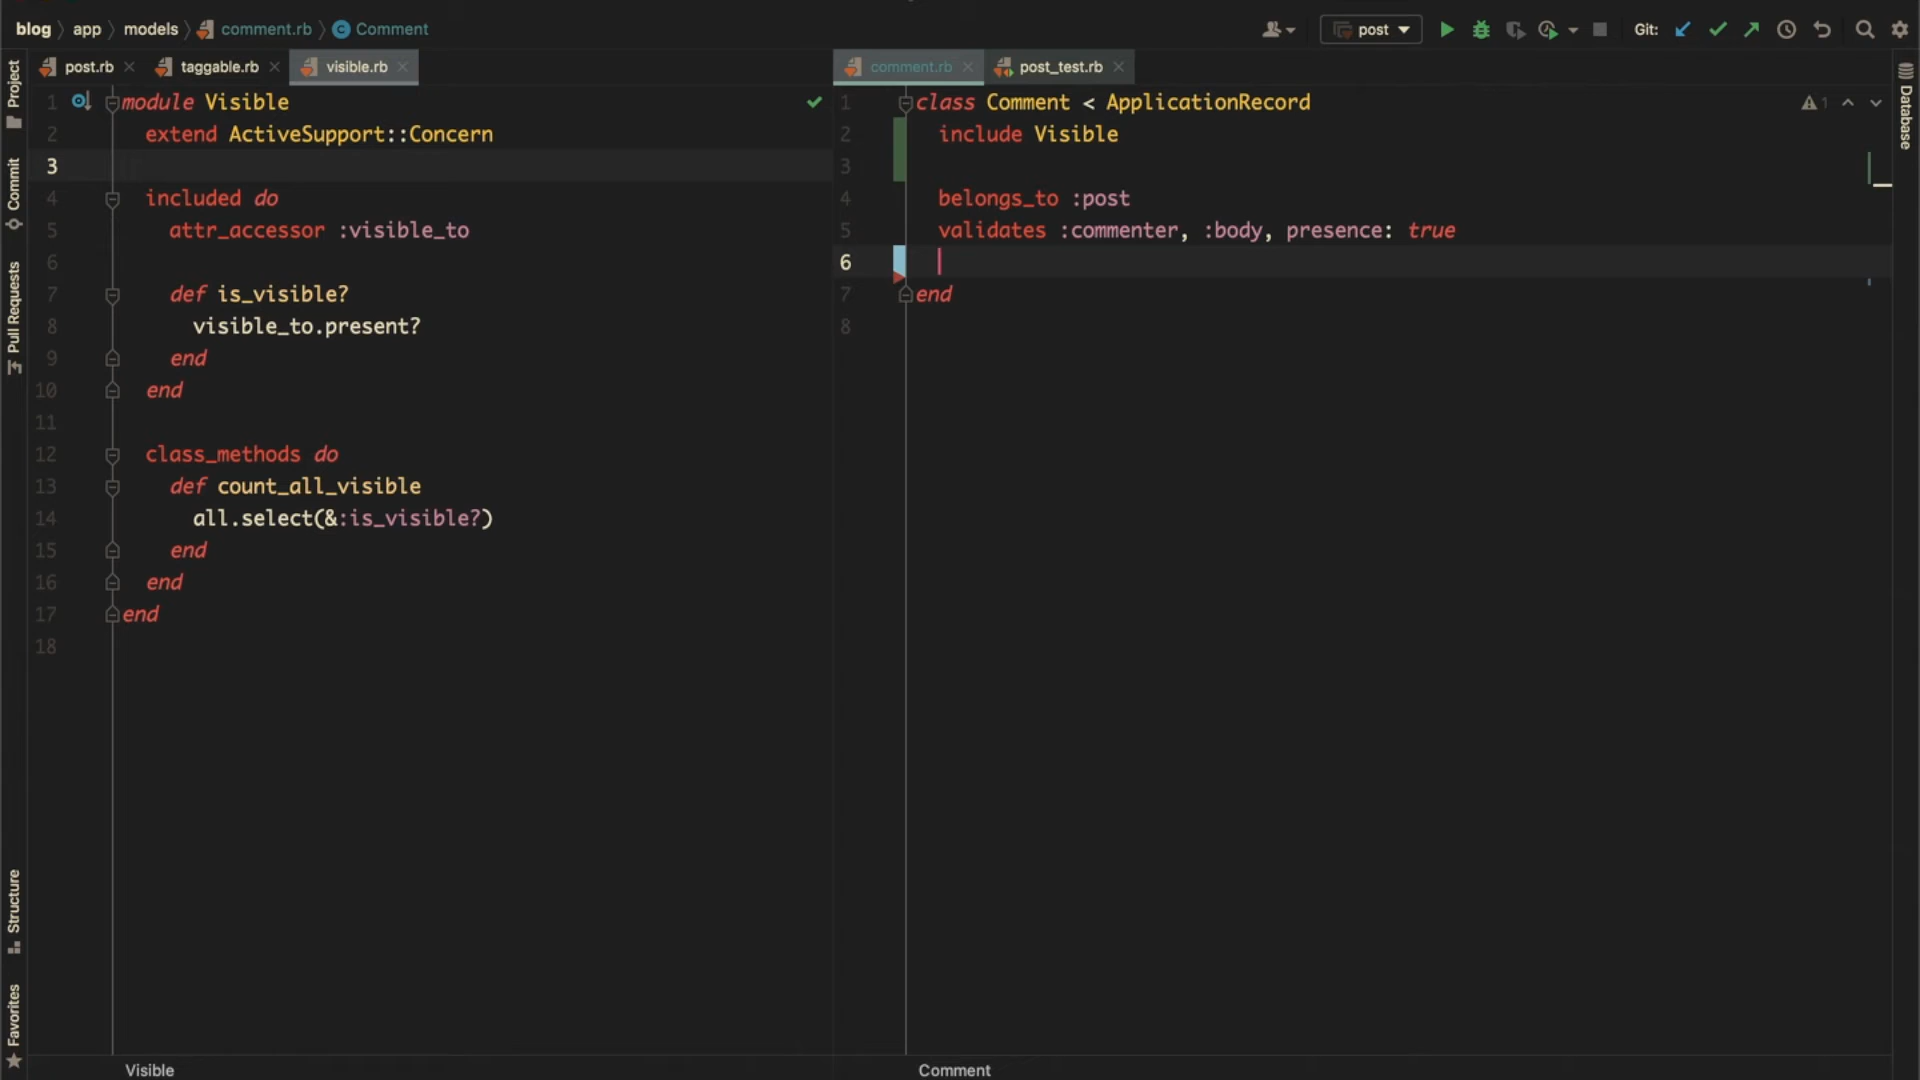 blog app models comment.rb Comment
post Git:
post.rb taggable.rb visible.rb
comment.rb post_test.rb
Project
Commit
Pull Requests
Structure
Favorites
1 module Visible
2 extend ActiveSupport::Concern
3
4 included do
5 attr_accessor :visible_to
6
7 def is_visible?
8 visible_to.present?
9 end
10 end
11
12 class_methods do
13 def count_all_visible
14 all.select(&:is_visible?)
15 end
16 end
17 end
18
Visible
1 class Comment < ApplicationRecord
2 include Visible
3
4 belongs_to :post
5 validates :commenter, :body, presence: true
6
7 end
8
1
Comment
Database